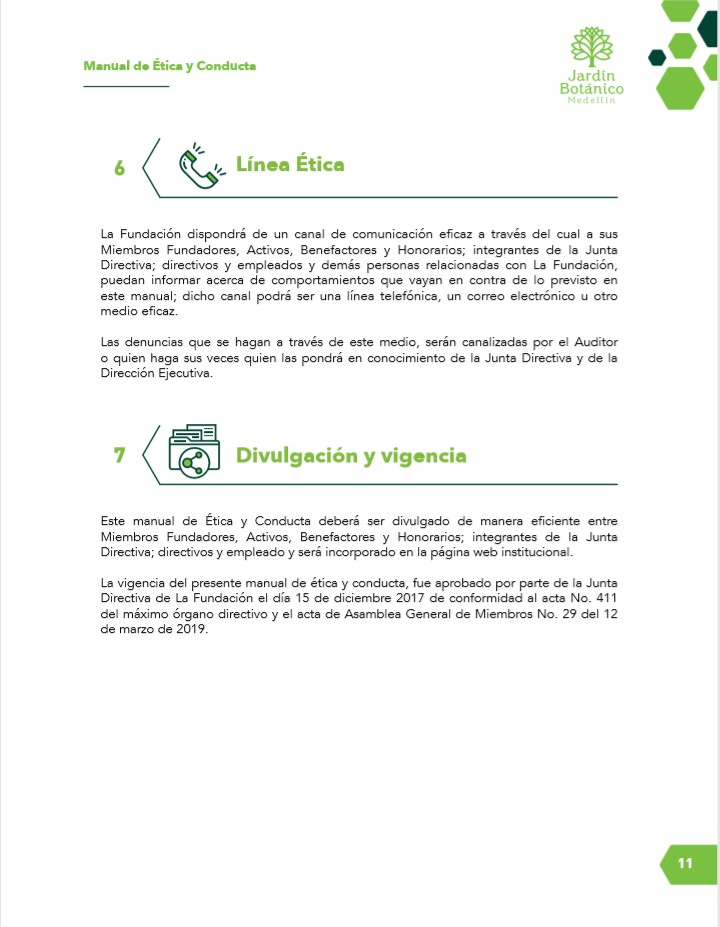 Manual de Ética y Conducta
Jardín
Botánico
Medellín
6
Línea Ética
La Fundación dispondrá de un canal de comunicación eficaz a través del cual a sus
Miembros Fundadores, Activos, Benefactores y Honorarios; integrantes de la Junta
Directiva; directivos y empleados y demás personas relacionadas con La Fundación,
puedan informar acerca de comportamientos que vayan en contra de lo previsto en
este manual; dicho canal podrá ser una línea telefónica, un correo electrónico u otro
medio eficaz.
Las denuncias que se hagan a través de este medio, serán canalizadas por el Auditor
o quien haga sus veces quien las pondrá en conocimiento de la Junta Directiva y de la
Dirección Ejecutiva.
7
Divulgación y vigencia
Este manual de Ética y Conducta deberá ser divulgado de manera eficiente entre
Miembros Fundadores, Activos, Benefactores y Honorarios; integrantes de la Junta
Directiva; directivos y empleado y será incorporado en la página web institucional.
La vigencia del presente manual de ética y conducta, fue aprobado por parte de la Junta
Directiva de La Fundación el día 15 de diciembre 2017 de conformidad al acta No. 411
del máximo órgano directivo y el acta de Asamblea General de Miembros No. 29 del 12
de marzo de 2019.
11